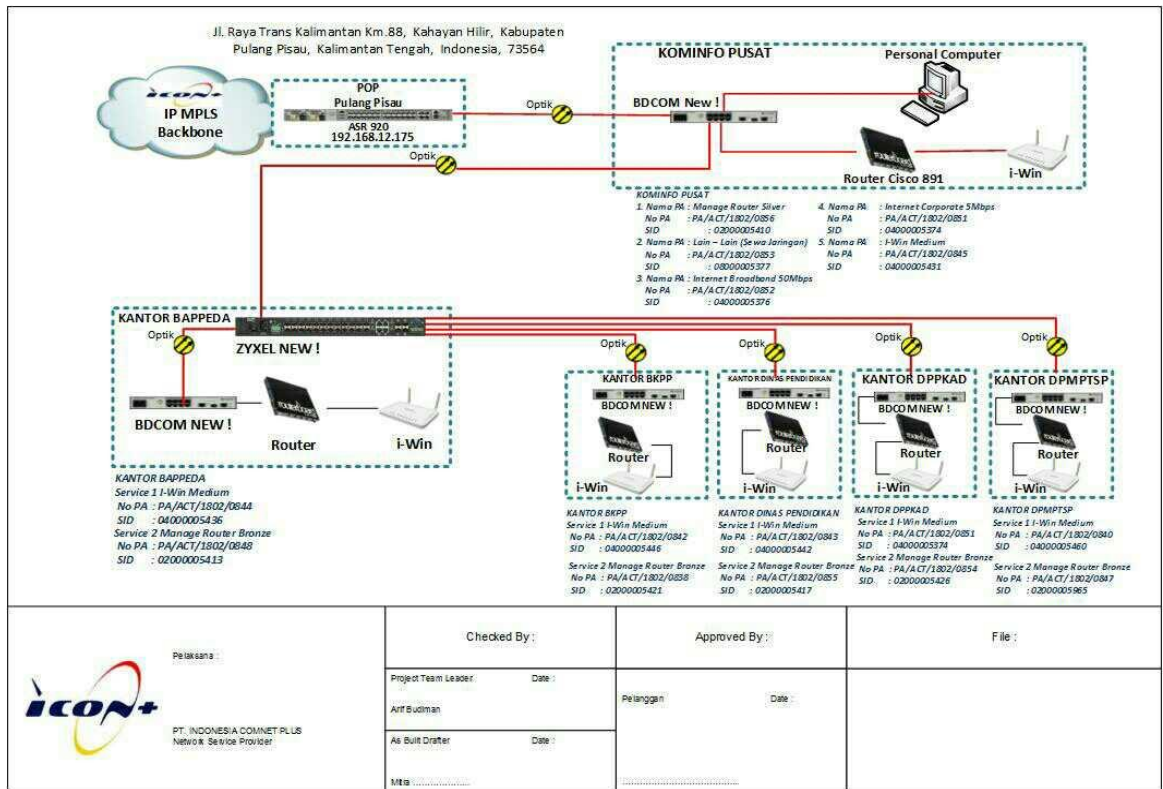 Jl. Raya Trans Kalimantan Km.88, Kahayan Hilir, Kabupaten
Pulang Pisau, Kalimantan Tengah, Indonesia, 73564
icon+
IP MPLS
Backbone
POP
Pulang Pisau
ASR 920
192.168.12.175
Optik
Optik
KOMINFO PUSAT
Personal Computer
BDCOM New !
Router Cisco 891
i-Win
KOMINFO PUSAT
1. Nama PA : Manage Router Silver
No PA : PA/ACT/1802/0856
SID : 02000005410
2. Nama PA : Lain – Lain (Sewa Jaringan)
No PA : PA/ACT/1802/0853
SID : 08000005377
3. Nama PA : Internet Broadband 50Mbps
No PA : PA/ACT/1802/0852
SID : 04000005376
4. Nama PA : Internet Corporate 5Mbps
No PA : PA/ACT/1802/0851
SID : 04000005374
5. Nama PA : I-Win Medium
No PA : PA/ACT/1802/0845
SID : 04000005431
KANTOR BAPPEDA
Optik
ZYXEL NEW !
BDCOM NEW !
Router
i-Win
KANTOR BAPPEDA
Service 1 I-Win Medium
No PA : PA/ACT/1802/0844
SID : 04000005436
Service 2 Manage Router Bronze
No PA : PA/ACT/1802/0848
SID : 02000005413
Optik
KANTOR BKPP
BDCOM NEW !
Router
i-Win
KANTOR BKPP
Service 1 I-Win Medium
No PA : PA/ACT/1802/0842
SID : 04000005446
Service 2 Manage Router Bronze
No PA : PA/ACT/1802/0838
SID : 02000005421
Optik
KANTOR DINAS PENDIDIKAN
BDCOM NEW !
Router
i-Win
KANTOR DINAS PENDIDIKAN
Service 1 I-Win Medium
No PA : PA/ACT/1802/0843
SID : 04000005442
Service 2 Manage Router Bronze
No PA : PA/ACT/1802/0855
SID : 02000005417
Optik
KANTOR DPPKAD
BDCOM NEW !
Router
i-Win
KANTOR DPPKAD
Service 1 I-Win Medium
No PA : PA/ACT/1802/0851
SID : 04000005374
Service 2 Manage Router Bronze
No PA : PA/ACT/1802/0854
SID : 02000005426
Optik
KANTOR DPMPTSP
BDCOM NEW !
Router
i-Win
KANTOR DPMPTSP
Service 1 I-Win Medium
No PA : PA/ACT/1802/0840
SID : 04000005460
Service 2 Manage Router Bronze
No PA : PA/ACT/1802/0847
SID : 02000005965
icon+
Pelaksana :
PT. INDONESIA COMNET PLUS
Network Service Provider
Checked By :
Project Team Leader Date :
Arif Budiman
As Built Drafter Date :
Mitra ...................
Approved By :
Pelanggan Date :
File :